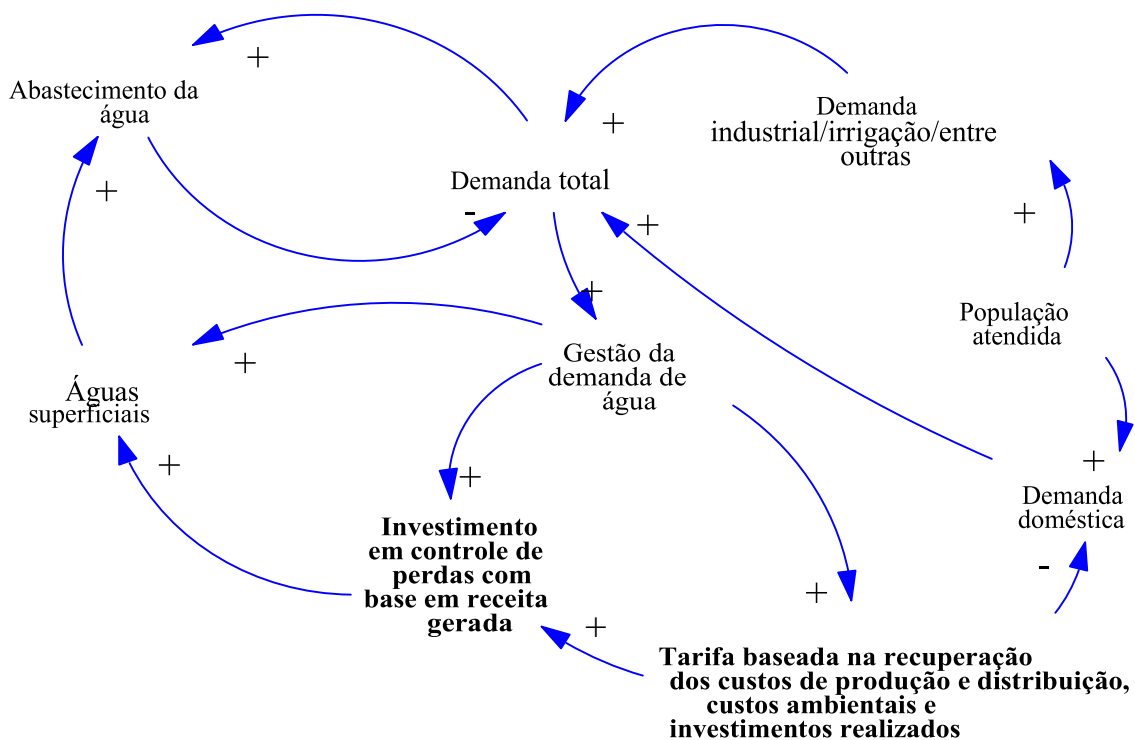 +
Abastecimento da
água
+
Demanda
industrial/irrigação/entre
outras
+
Demanda total
+
-
+
+
+
População
atendida
Gestão da
demanda de
água
+
Águas
superficiais
+
+
+
Demanda
doméstica
Investimento
em controle de
perdas com
base em receita
gerada
-
+
+
Tarifa baseada na recuperação
dos custos de produção e distribuição,
custos ambientais e
investimentos realizados